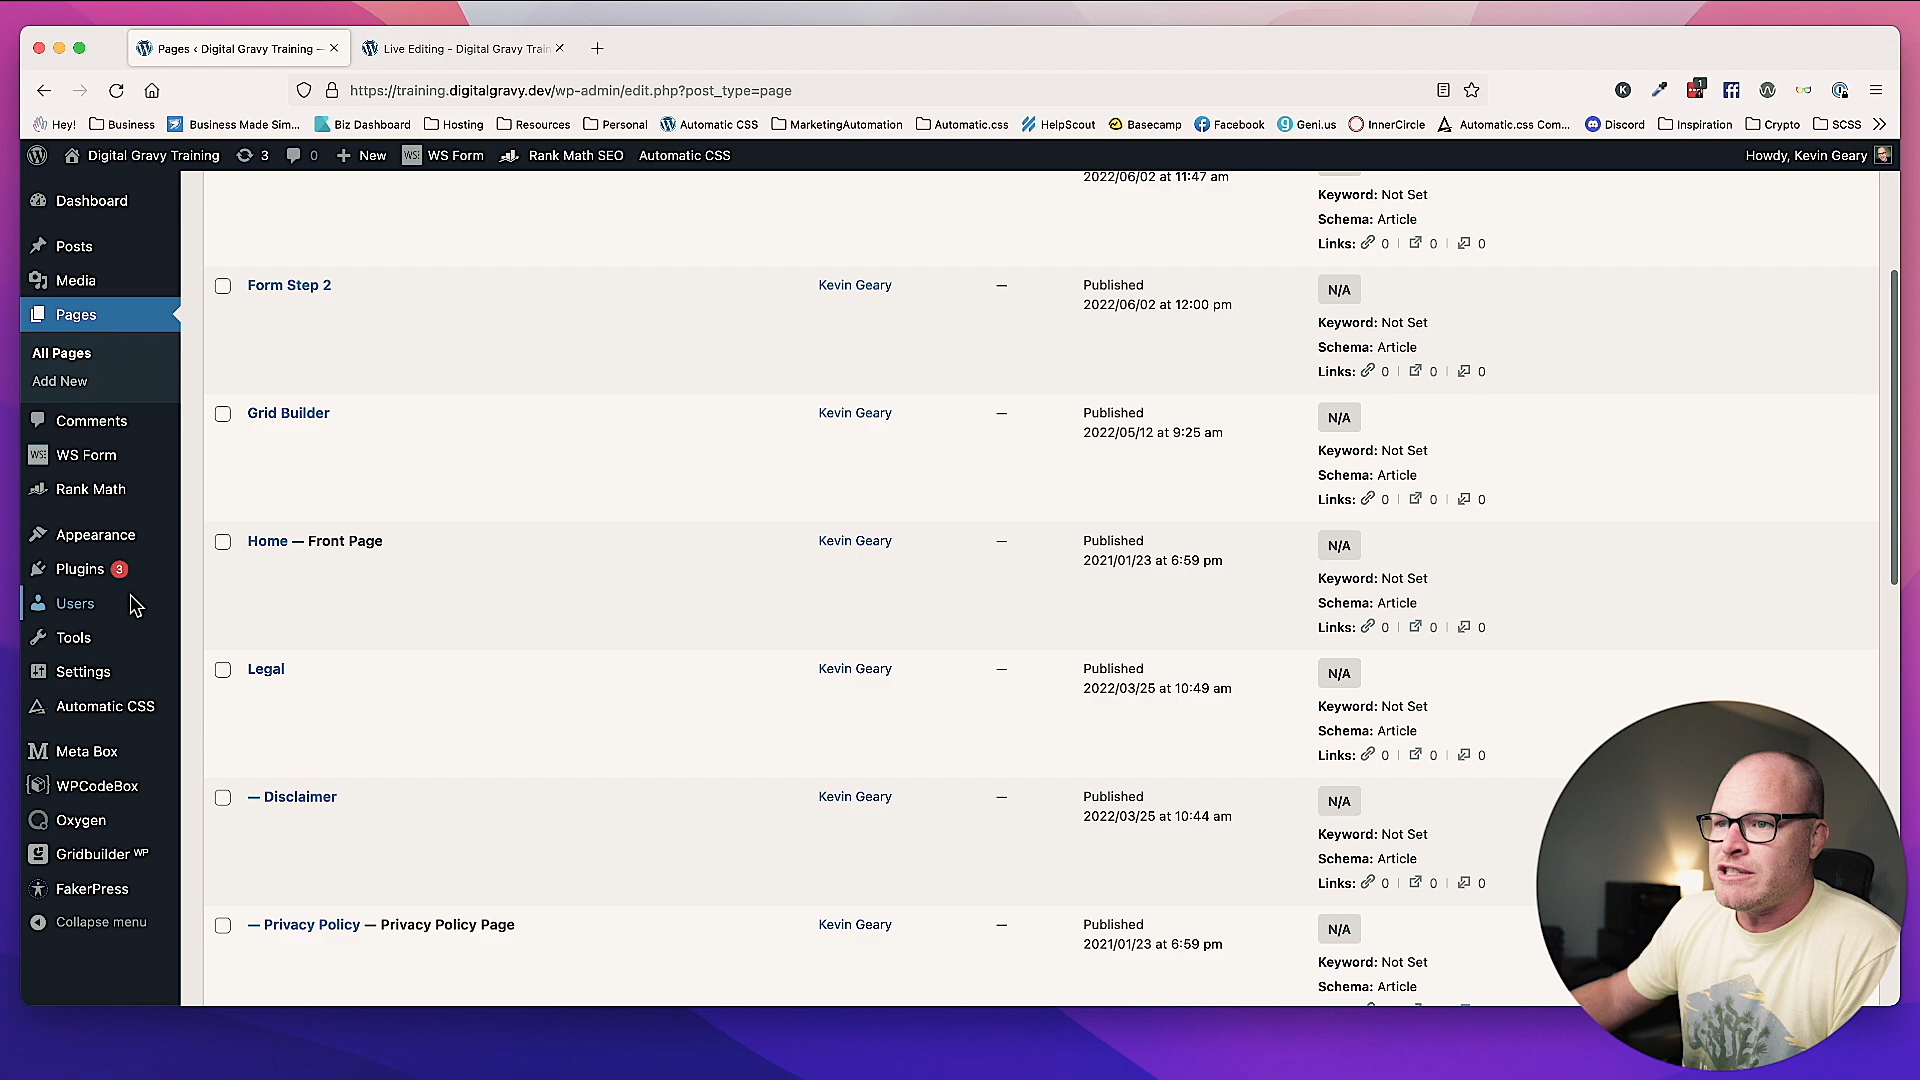 Pages ‹ Digital Gravy Training —
Live Editing - Digital Gravy Train
https://training.digitalgravy.dev/wp-admin/edit.php?post_type=page
K
1
Hey!
Business
Business Made Sim...
Biz Dashboard
Hosting
Resources
Personal
Automatic CSS
MarketingAutomation
Automatic.css
HelpScout
Basecamp
Facebook
Geni.us
InnerCircle
Automatic.css Com...
Discord
Inspiration
Crypto
SCSS
Digital Gravy Training
3
0
New
WS Form
Rank Math SEO
Automatic CSS
Howdy, Kevin Geary
Dashboard
Posts
Media
Pages
All Pages
Add New
Comments
WS Form
Rank Math
Appearance
Plugins 3
Users
Tools
Settings
Automatic CSS
Meta Box
WPCodeBox
Oxygen
Gridbuilder WP
FakerPress
Collapse menu
2022/06/02 at 11:47 am
Keyword: Not Set
Schema: Article
Links: 0 | 0 | 0
Form Step 2
Kevin Geary
—
Published
2022/06/02 at 12:00 pm
N/A
Keyword: Not Set
Schema: Article
Links: 0 | 0 | 0
Grid Builder
Kevin Geary
—
Published
2022/05/12 at 9:25 am
N/A
Keyword: Not Set
Schema: Article
Links: 0 | 0 | 0
Home — Front Page
Kevin Geary
—
Published
2021/01/23 at 6:59 pm
N/A
Keyword: Not Set
Schema: Article
Links: 0 | 0 | 0
Legal
Kevin Geary
—
Published
2022/03/25 at 10:49 am
N/A
Keyword: Not Set
Schema: Article
Links: 0 | 0 | 0
— Disclaimer
Kevin Geary
—
Published
2022/03/25 at 10:44 am
N/A
Keyword: Not Set
Schema: Article
Links: 0 | 0 | 0
— Privacy Policy — Privacy Policy Page
Kevin Geary
—
Published
2021/01/23 at 6:59 pm
N/A
Keyword: Not Set
Schema: Article